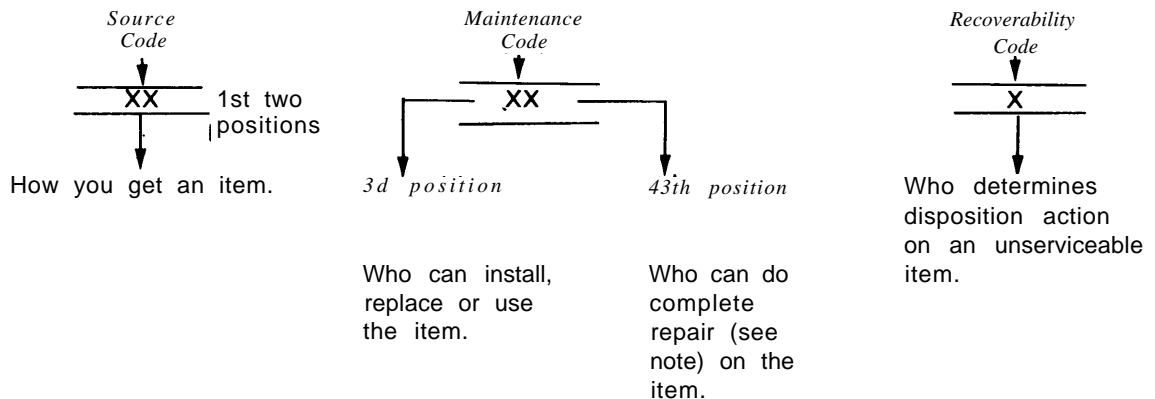 Source
Code
XX
1st two
positions
How you get an item.
Maintenance
Code
XX
3d position
Who can install,
replace or use
the item.
43th position
Who can do
complete
repair (see
note) on the
item.
Recoverability
Code
X
Who determines
disposition action
on an unserviceable
item.